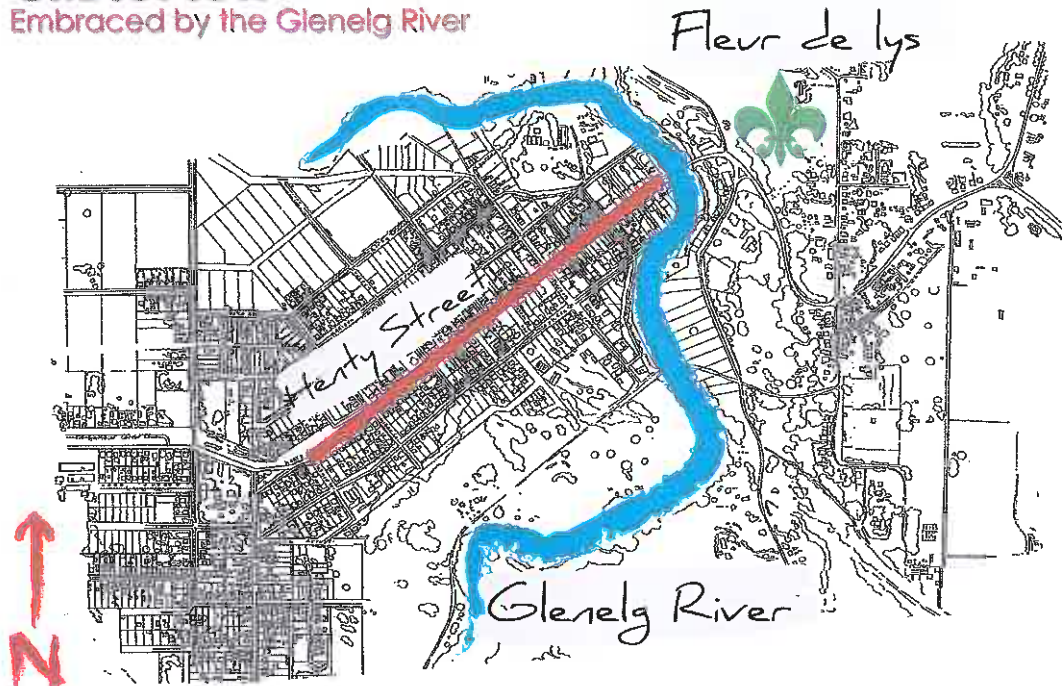 Embraced by the Glenelg River
Fleur de lys
Henty Street
Glenelg River
N